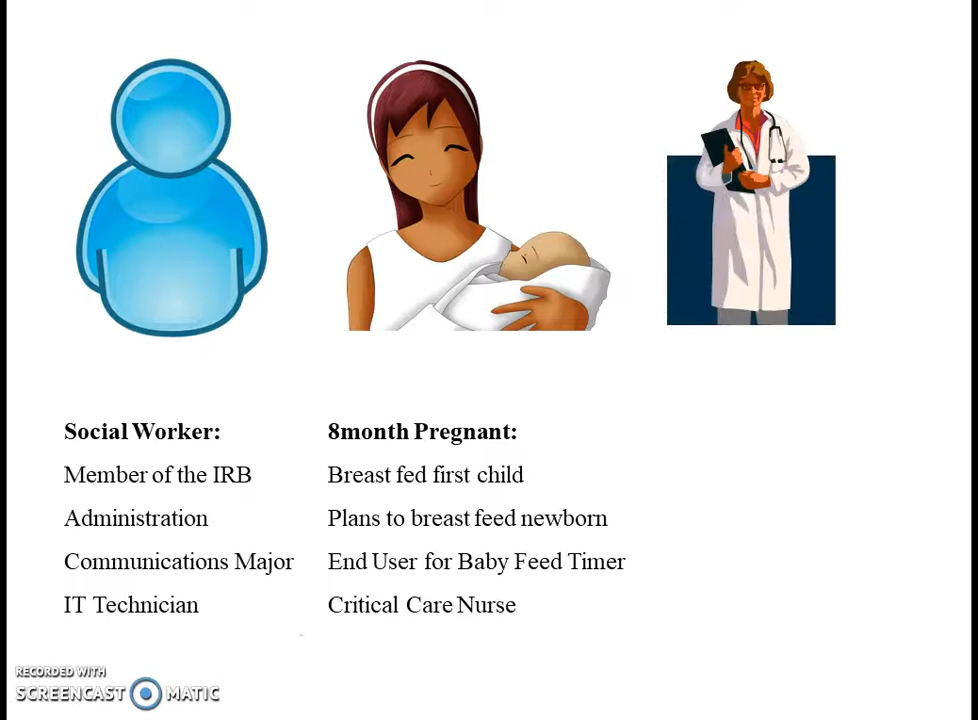 Social Worker:
Member of the IRB
Administration
Communications Major
IT Technician
8month Pregnant:
Breast fed first child
Plans to breast feed newborn
End User for Baby Feed Timer
Critical Care Nurse
RECORDED WITH
SCREENCAST MATIC